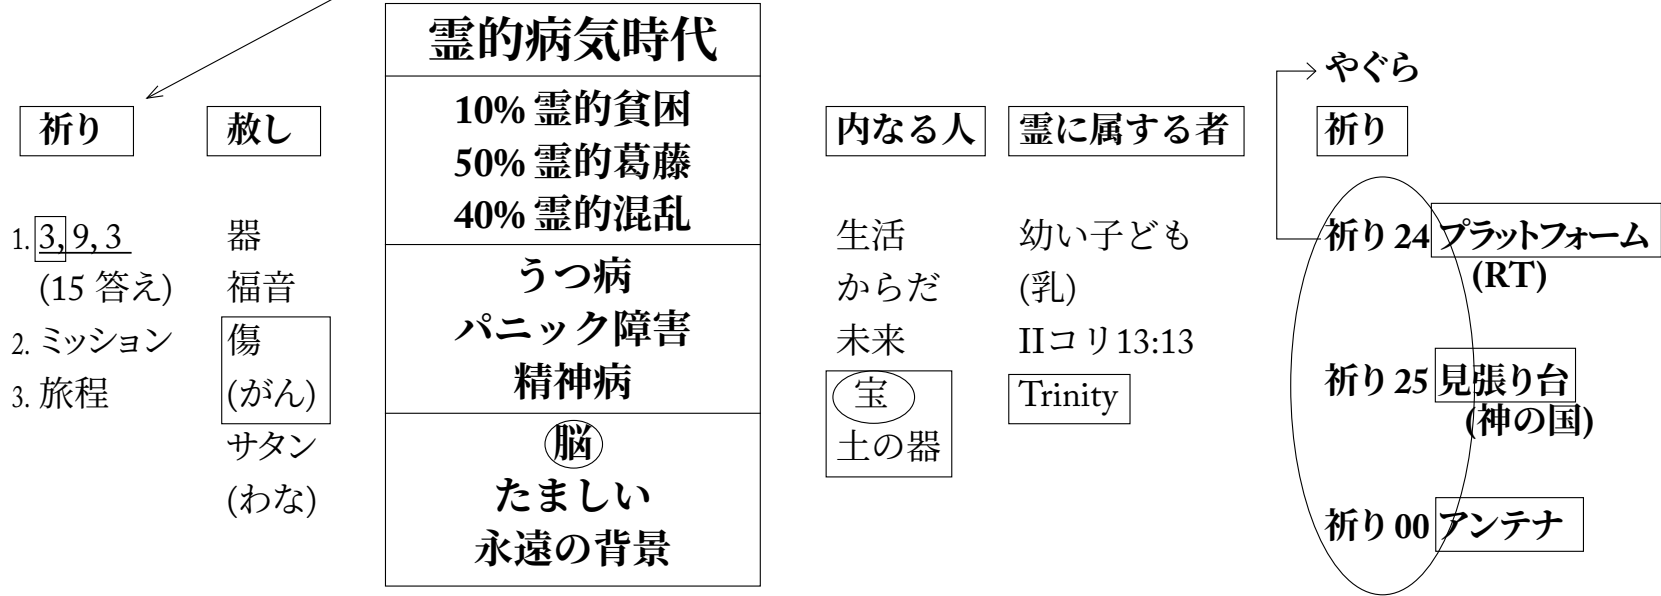 祈り
1. 3, 9, 3
(15 答え)
2. ミッション
3. 旅程
赦し
器
福音
傷
(がん)
サタン
(わな)
霊的病気時代
10% 霊的貧困
50% 霊的葛藤
40% 霊的混乱
うつ病
パニック障害
精神病
脳
たましい
永遠の背景
内なる人
生活
からだ
未来
宝
土の器
霊に属する者
幼い子ども
(乳)
IIコリ13:13
Trinity
やぐら
祈り
祈り 24 プラットフォーム
(RT)
祈り 25 見張り台
(神の国)
祈り 00 アンテナ